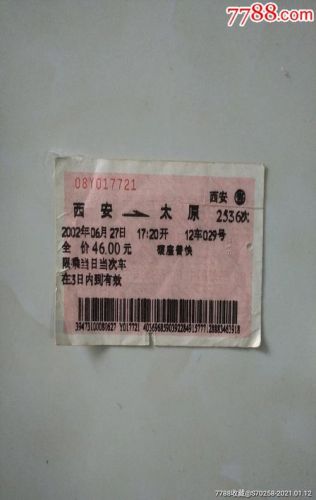 7788.com
08Y017721
西安 售
西安 太原 2536次
2002年06月27日 17:20开 12车029号
全 价46.00元 硬座普快
限乘当日当次车
在3日内到有效
7788收藏@S70258-2021.01.12